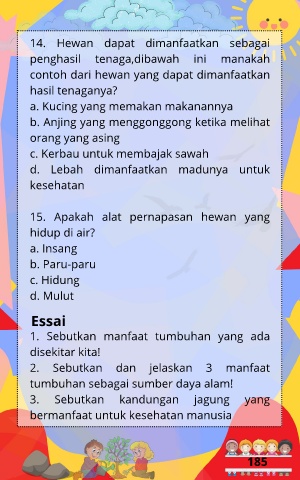 14. Hewan dapat dimanfaatkan sebagai
penghasil tenaga,dibawah ini manakah
contoh dari hewan yang dapat dimanfaatkan
hasil tenaganya?
a. Kucing yang memakan makanannya
b. Anjing yang menggonggong ketika melihat
orang yang asing
c. Kerbau untuk membajak sawah
d. Lebah dimanfaatkan madunya untuk
kesehatan
15. Apakah alat pernapasan hewan yang
hidup di air?
a. Insang
b. Paru-paru
c. Hidung
d. Mulut
Essai
1. Sebutkan manfaat tumbuhan yang ada
disekitar kita!
2. Sebutkan dan jelaskan 3 manfaat
tumbuhan sebagai sumber daya alam!
3. Sebutkan kandungan jagung yang
bermanfaat untuk kesehatan manusia
185